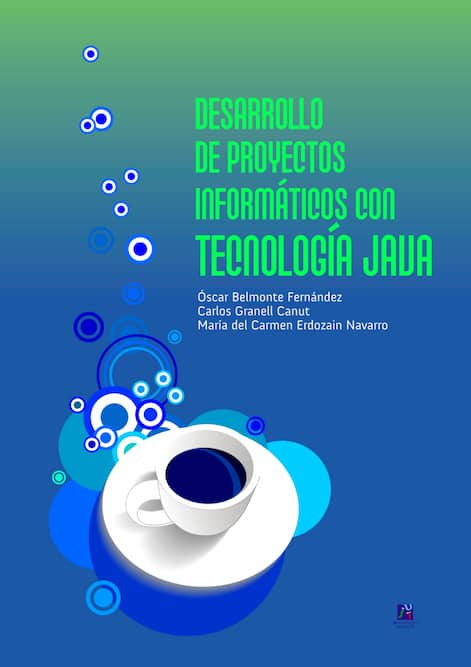 DESARROLLO
DE PROYECTOS
INFORMÁTICOS CON
TECNOLOGÍA JAVA
Óscar Belmonte Fernández
Carlos Granell Canut
María del Carmen Erdozain Navarro